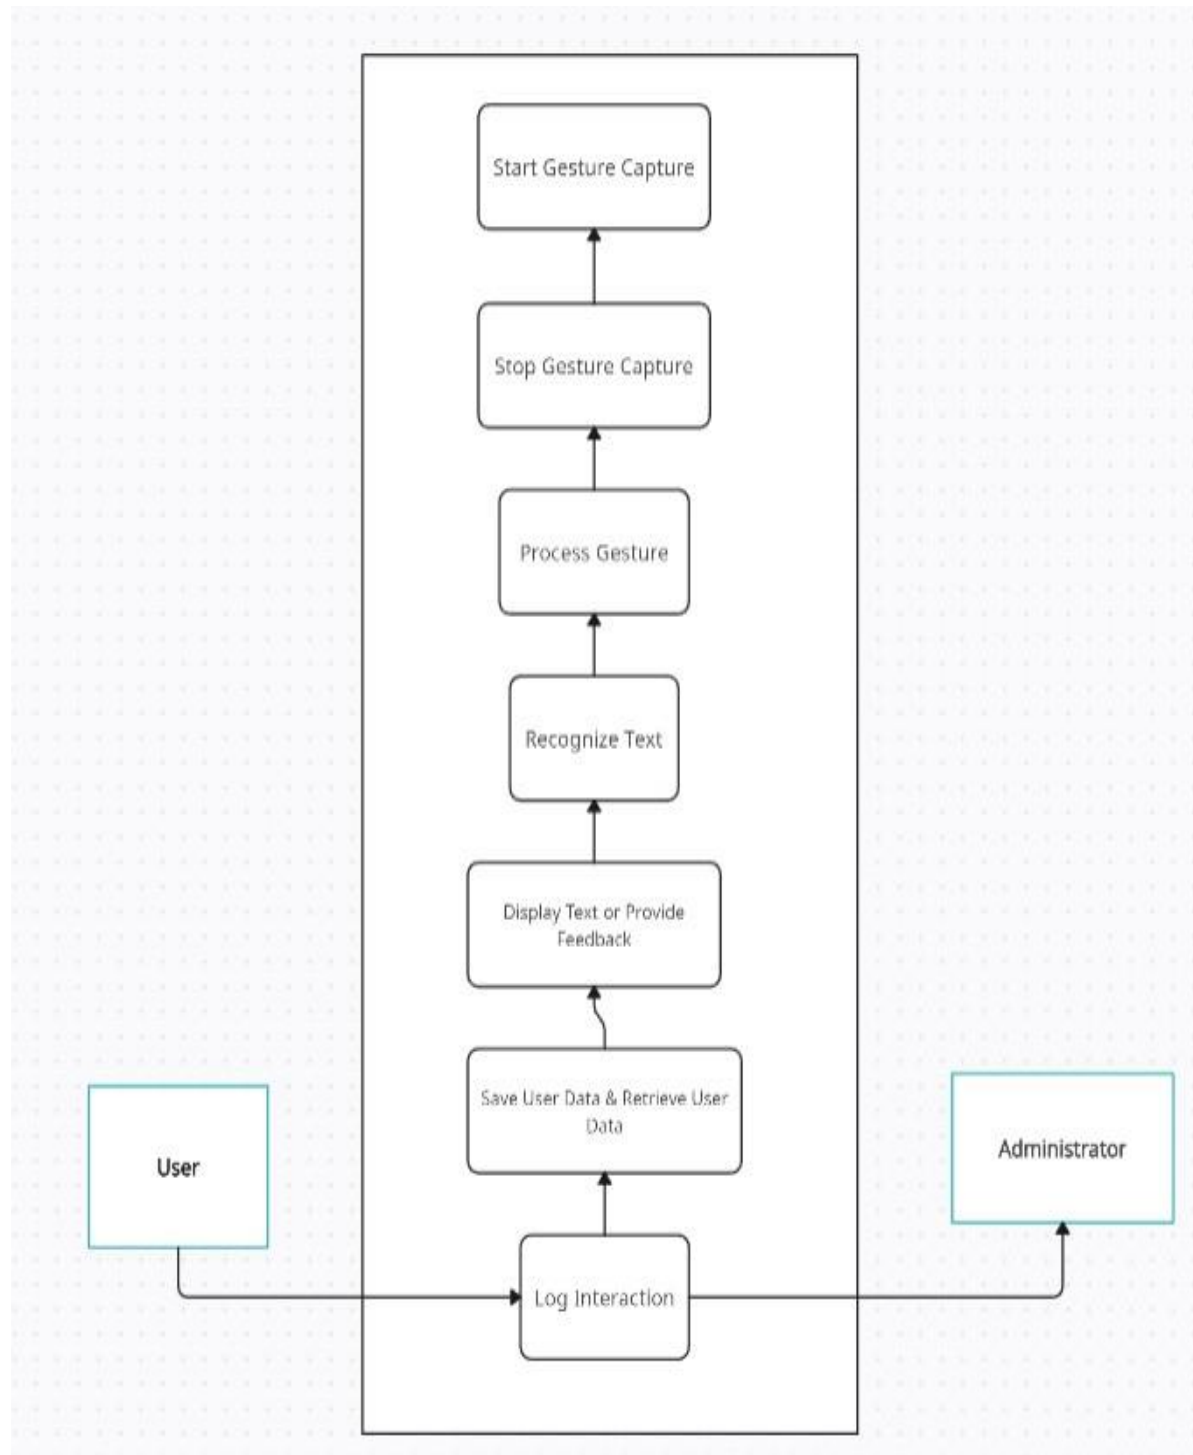 Start Gesture Capture
Stop Gesture Capture
Process Gesture
Recognize Text
Display Text or Provide
Feedback
Save User Data & Retrieve User
Data
User
Administrator
Log Interaction